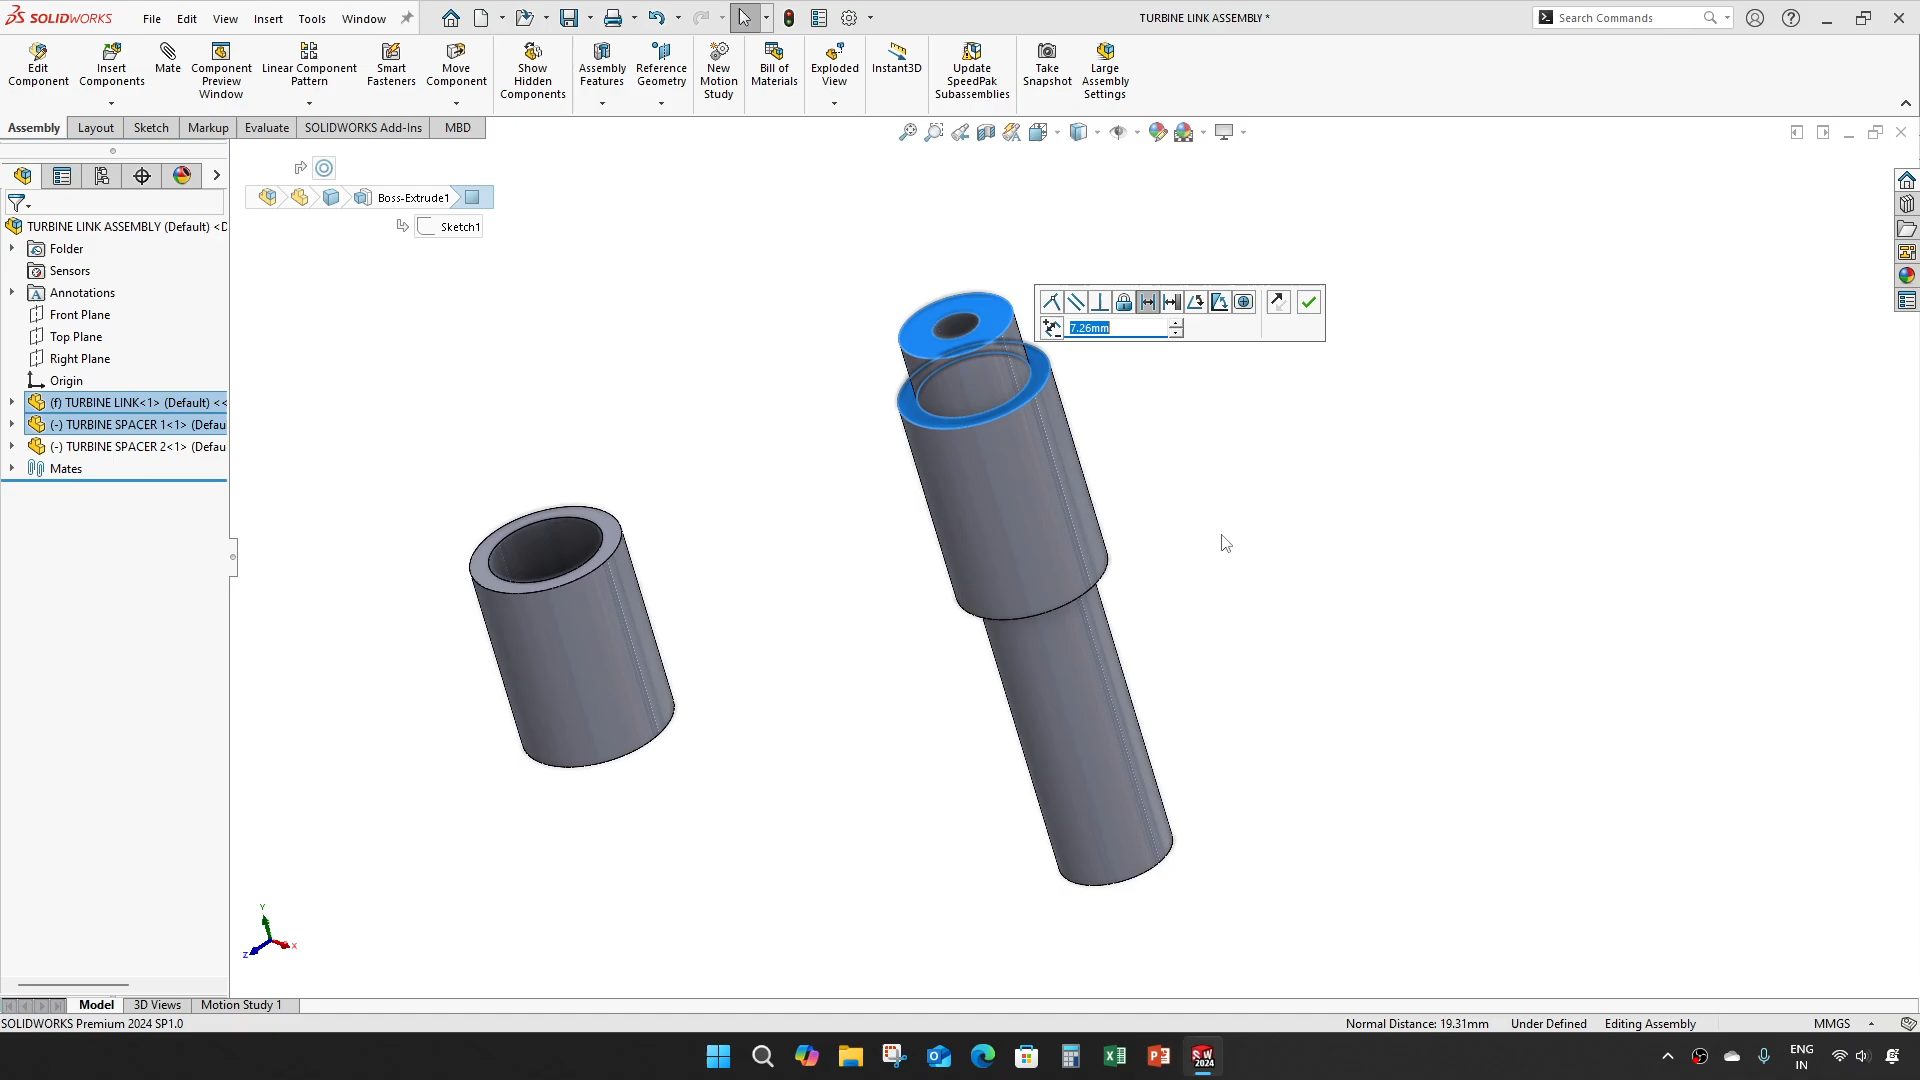 SOLIDWORKS
File Edit View Insert Tools Window
TURBINE LINK ASSEMBLY *
Search Commands
Edit Component
Insert Components
Mate
Component Preview Window
Linear Component Pattern
Smart Fasteners
Move Component
Show Hidden Components
Assembly Features
Reference Geometry
New Motion Study
Bill of Materials
Exploded View
Instant3D
Update SpeedPak Subassemblies
Take Snapshot
Large Assembly Settings
Assembly Layout Sketch Markup Evaluate SOLIDWORKS Add-Ins MBD
Boss-Extrude1
Sketch1
TURBINE LINK ASSEMBLY (Default) <D
Folder
Sensors
Annotations
Front Plane
Top Plane
Right Plane
Origin
(f) TURBINE LINK<1> (Default) <<
(-) TURBINE SPACER 1<1> (Defau
(-) TURBINE SPACER 2<1> (Defau
Mates
7.26mm
Y
X
Z
Model 3D Views Motion Study 1
SOLIDWORKS Premium 2024 SP1.0
Normal Distance: 19.31mm Under Defined Editing Assembly MMGS
SW 2024
ENG
IN